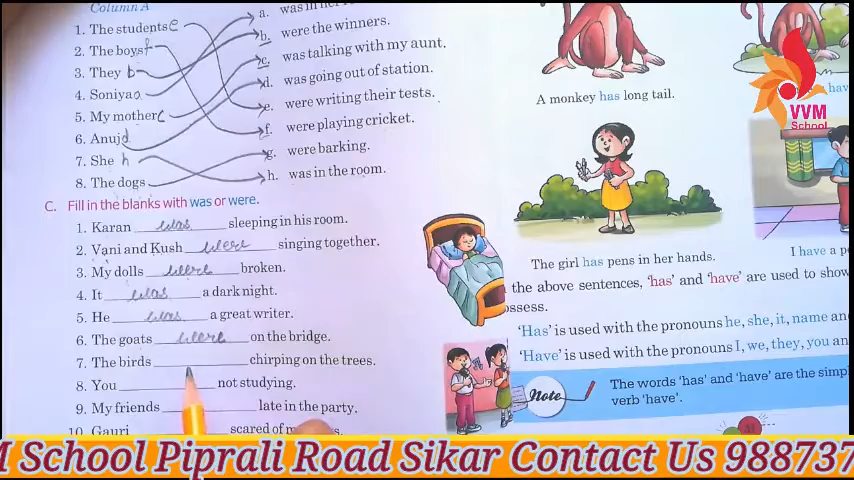 Column A
1. The students e
2. The boys f
3. They b
4. Soniya a
5. My mother c
6. Anuj d
7. She h
8. The dogs
a. was in her
b. were the winners.
c. was talking with my aunt.
d. was going out of station.
e. were writing their tests.
f. were playing cricket.
g. were barking.
h. was in the room.
C. Fill in the blanks with was or were.
1. Karan was sleeping in his room.
2. Vani and Kush were singing together.
3. My dolls were broken.
4. It was a dark night.
5. He was a great writer.
6. The goats were on the bridge.
7. The birds ____ chirping on the trees.
8. You ____ not studying.
9. My friends ____ late in the party.
10. Gauri ____ scared of
A monkey has long tail.
hav
VVM
School
The girl has pens in her hands.
I have a pe
the above sentences, 'has' and 'have' are used to show
ossess.
'Has' is used with the pronouns he, she, it, name an
'Have' is used with the pronouns I, we, they, you an
Note
The words 'has' and 'have' are the simpl
verb 'have'.
M School Piprali Road Sikar Contact Us 988737